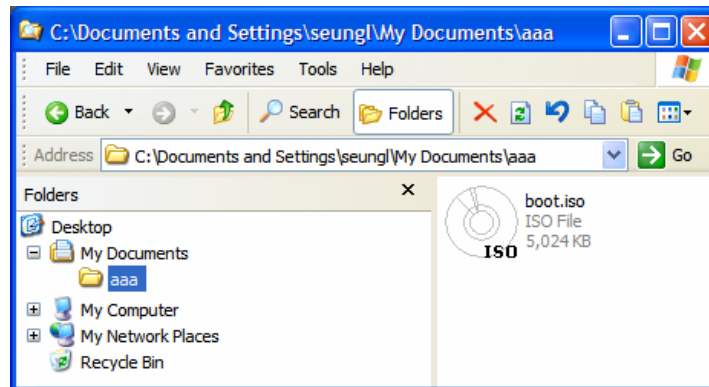 C:\Documents and Settings\seungl\My Documents\aaa
File Edit View Favorites Tools Help
Back Search Folders
Address C:\Documents and Settings\seungl\My Documents\aaa Go
Folders
Desktop
My Documents
aaa
My Computer
My Network Places
Recycle Bin
boot.iso
ISO File
5,024 KB
ISO